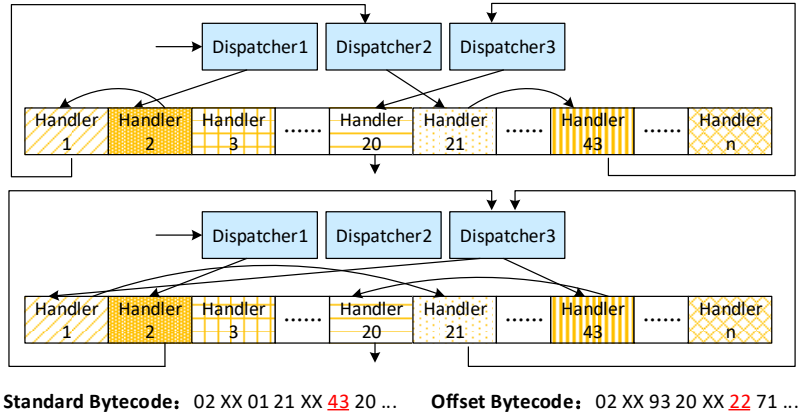 Dispatcher1 Dispatcher2 Dispatcher3
Handler 1 Handler 2 Handler 3 ...... Handler 20 Handler 21 ...... Handler 43 ...... Handler n
Dispatcher1 Dispatcher2 Dispatcher3
Handler 1 Handler 2 Handler 3 ...... Handler 20 Handler 21 ...... Handler 43 ...... Handler n
Standard Bytecode： 02 XX 01 21 XX 43 20 ... Offset Bytecode： 02 XX 93 20 XX 22 71 ...